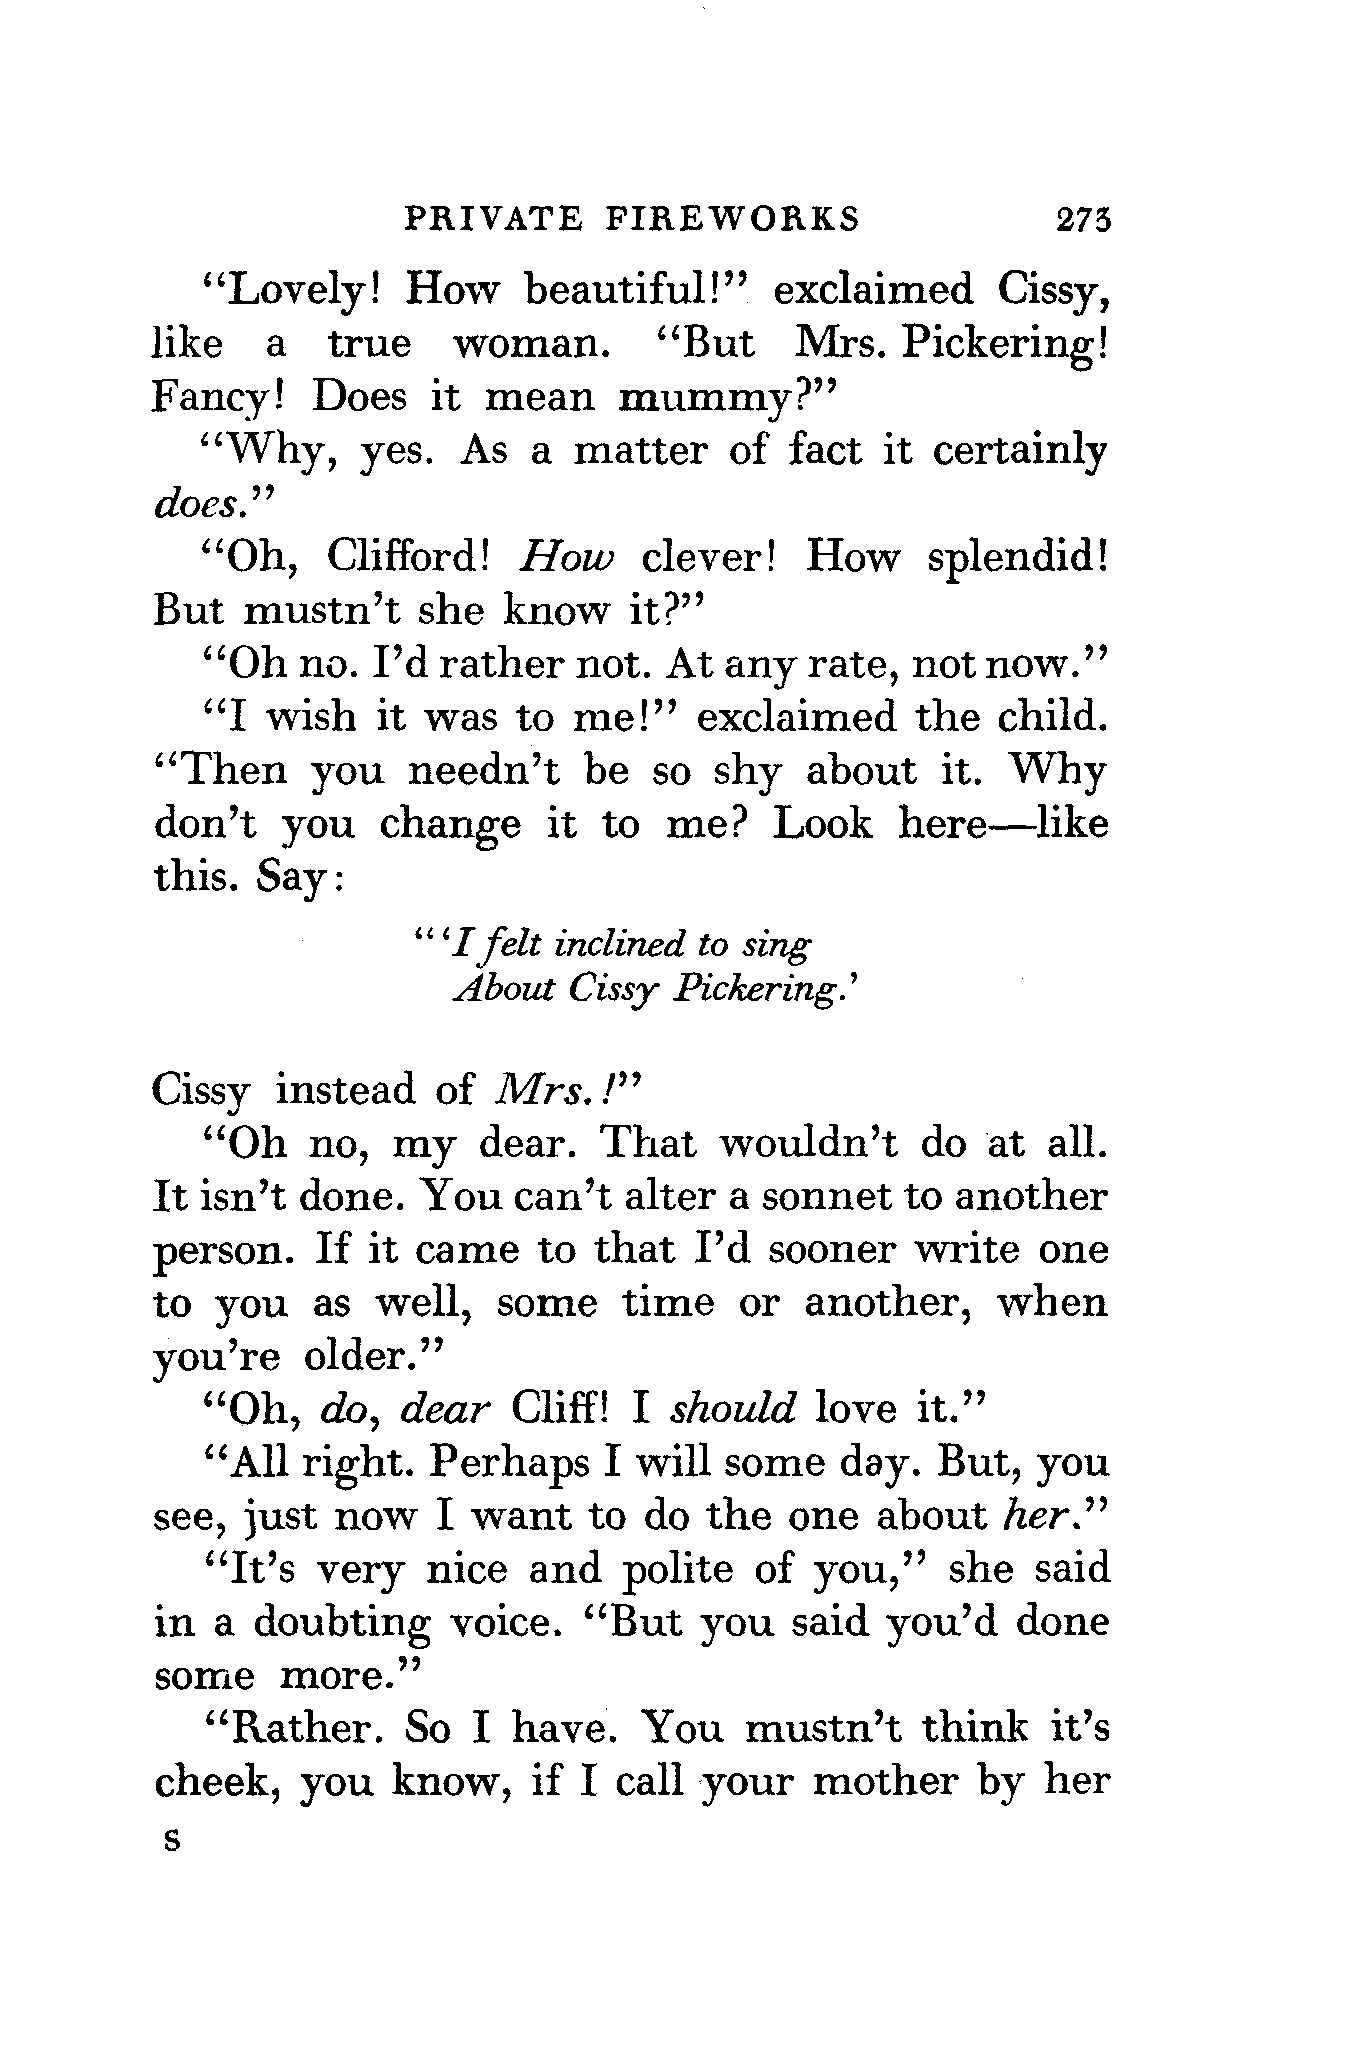 PRIVATE FIREWORKS 273
“Lovely! How beautiful!” exclaimed Cissy,
like a true woman. “But Mrs. Pickering!
Fancy! Does it mean mummy?”
“Why, yes. As a matter of fact it certainly
does.”
“Oh, Clifford! How clever! How splendid!
But mustn’t she know it?”
“Oh no. I’d rather not. At any rate, not now.”
“I wish it was to me!” exclaimed the child.
“Then you needn’t be so shy about it. Why
don’t you change it to me? Look here—like
this. Say:
“‘I felt inclined to sing
About Cissy Pickering.’
Cissy instead of Mrs.!”
“Oh no, my dear. That wouldn’t do at all.
It isn’t done. You can’t alter a sonnet to another
person. If it came to that I’d sooner write one
to you as well, some time or another, when
you’re older.”
“Oh, do, dear Cliff! I should love it.”
“All right. Perhaps I will some day. But, you
see, just now I want to do the one about her.”
“It’s very nice and polite of you,” she said
in a doubting voice. “But you said you’d done
some more.”
“Rather. So I have. You mustn’t think it’s
cheek, you know, if I call your mother by her
S